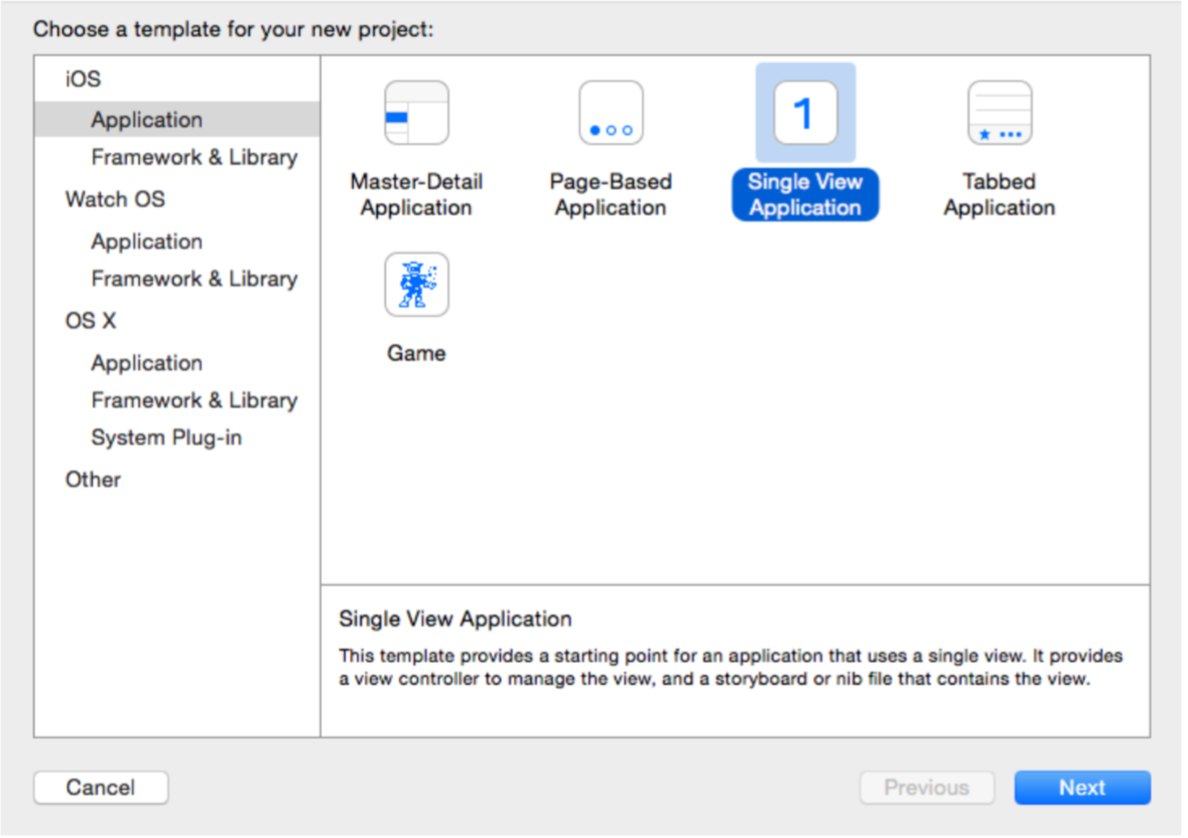 Choose a template for your new project:
iOS
Application
Framework & Library
Watch OS
Application
Framework & Library
OS X
Application
Framework & Library
System Plug-in
Other
Master-Detail
Application
Page-Based
Application
1
Single View
Application
Tabbed
Application
Game
Single View Application
This template provides a starting point for an application that uses a single view. It provides
a view controller to manage the view, and a storyboard or nib file that contains the view.
Cancel
Previous
Next